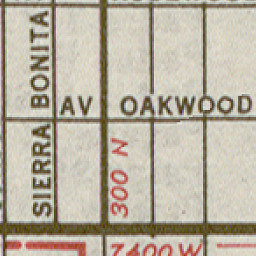 SIERRA BONITA
AV OAKWOOD
300 N
7400 W